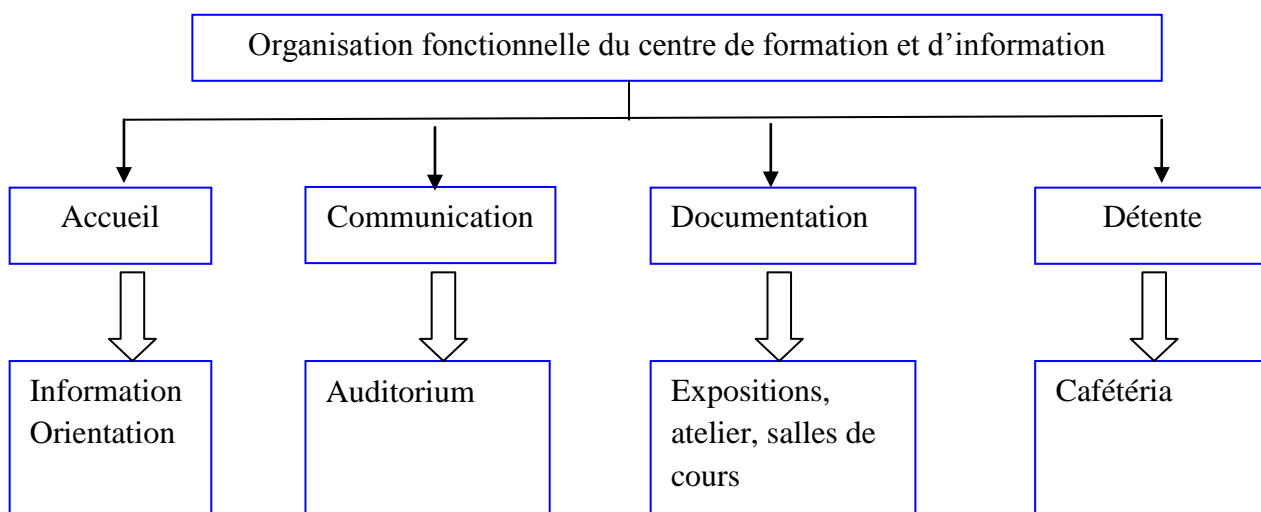 Organisation fonctionnelle du centre de formation et d’information
Accueil
Communication
Documentation
Détente
Information
Orientation
Auditorium
Expositions,
atelier, salles de
cours
Cafétéria